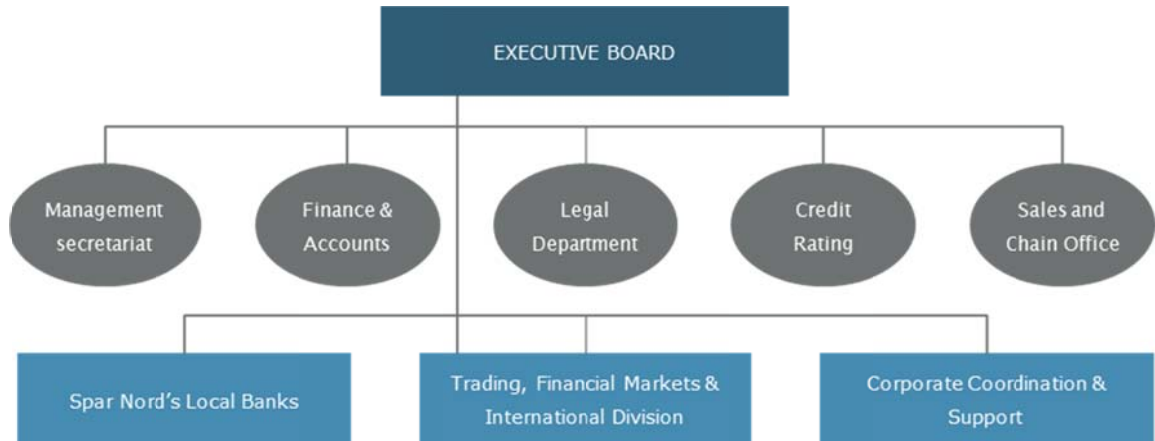 EXECUTIVE BOARD
Management
secretariat
Finance &
Accounts
Legal
Department
Credit
Rating
Sales and
Chain Office
Spar Nord's Local Banks
Trading, Financial Markets &
International Division
Corporate Coordination &
Support